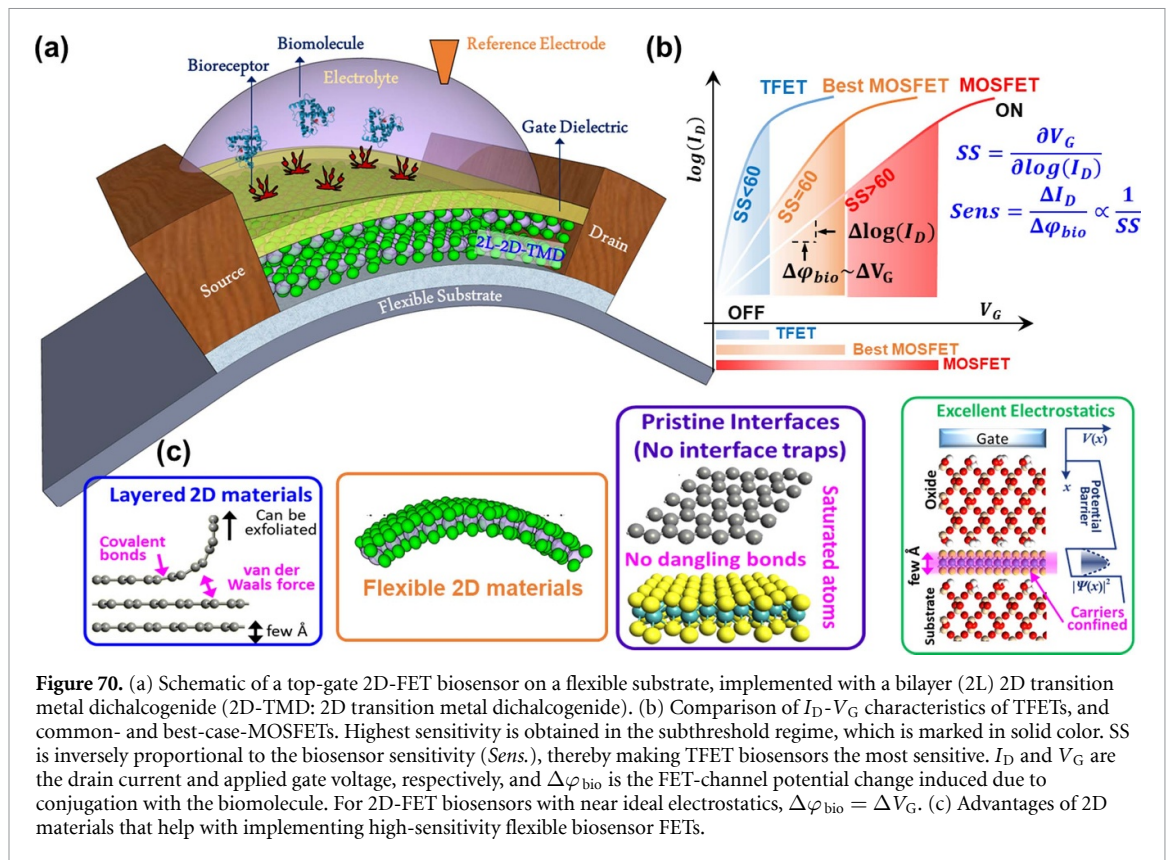 (a)
Biomolecule
Reference Electrode
Bioreceptor
Electrolyte
Gate Dielectric
2L-2D-TMD
Source
Drain
Flexible Substrate
(b)
log(I_D)
TFET
Best MOSFET
MOSFET
ON
SS<60
SS=60
SS>60
Δlog(I_D)
Δφ_bio~ΔV_G
SS = ∂V_G / ∂log(I_D)
Sens = ΔI_D / Δφ_bio ∝ 1 / SS
OFF
V_G
TFET
Best MOSFET
MOSFET
(c)
Layered 2D materials
Can be
exfoliated
Covalent
bonds
van der
Waals force
few Å
Flexible 2D materials
Pristine Interfaces
(No interface traps)
Saturated atoms
No dangling bonds
Excellent Electrostatics
Gate
V(x)
x
Oxide
Potential
Barrier
few Å
|Ψ(x)|²
Substrate
Carriers
confined
Figure 70. (a) Schematic of a top-gate 2D-FET biosensor on a flexible substrate, implemented with a bilayer (2L) 2D transition
metal dichalcogenide (2D-TMD: 2D transition metal dichalcogenide). (b) Comparison of I_D-V_G characteristics of TFETs, and
common- and best-case-MOSFETs. Highest sensitivity is obtained in the subthreshold regime, which is marked in solid color. SS
is inversely proportional to the biosensor sensitivity (Sens.), thereby making TFET biosensors the most sensitive. I_D and V_G are
the drain current and applied gate voltage, respectively, and Δφ_bio is the FET-channel potential change induced due to
conjugation with the biomolecule. For 2D-FET biosensors with near ideal electrostatics, Δφ_bio = ΔV_G. (c) Advantages of 2D
materials that help with implementing high-sensitivity flexible biosensor FETs.